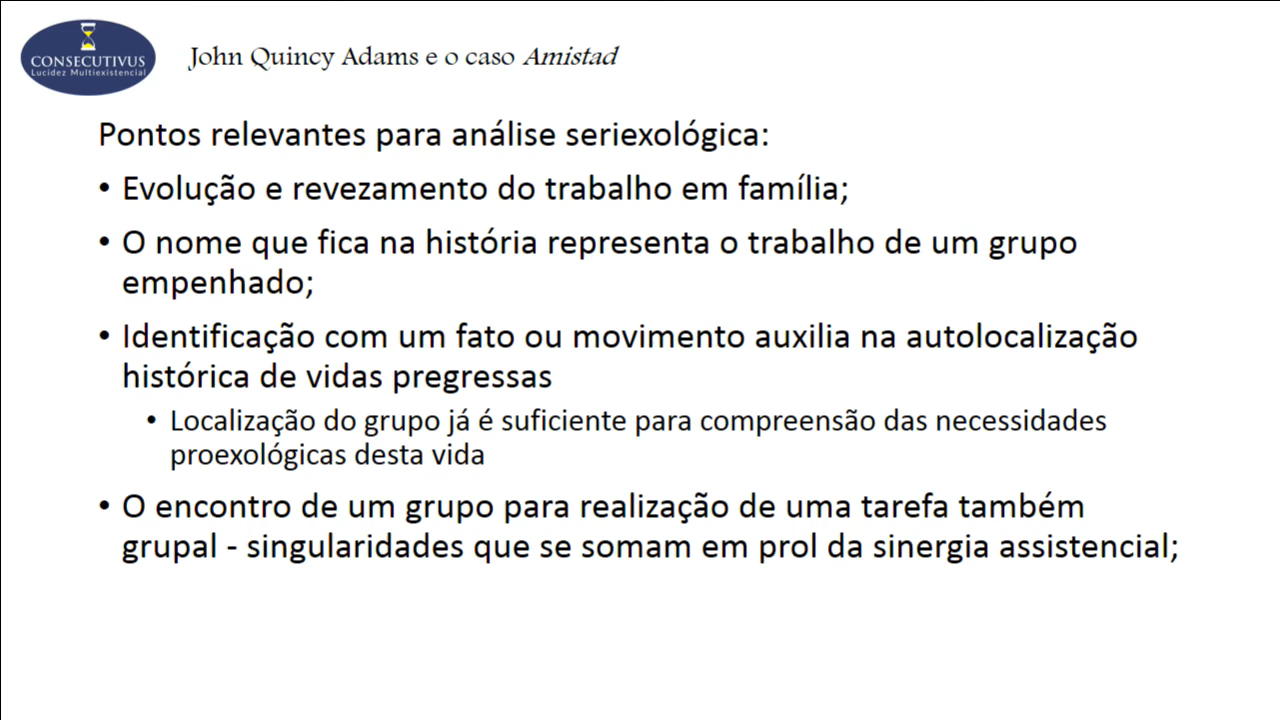 CONSECUTIVUS
Lucidez Multiexistencial
John Quincy Adams e o caso Amistad
Pontos relevantes para análise seriexológica:
• Evolução e revezamento do trabalho em família;
• O nome que fica na história representa o trabalho de um grupo
empenhado;
• Identificação com um fato ou movimento auxilia na autolocalização
histórica de vidas pregressas
• Localização do grupo já é suficiente para compreensão das necessidades
proexológicas desta vida
• O encontro de um grupo para realização de uma tarefa também
grupal - singularidades que se somam em prol da sinergia assistencial;